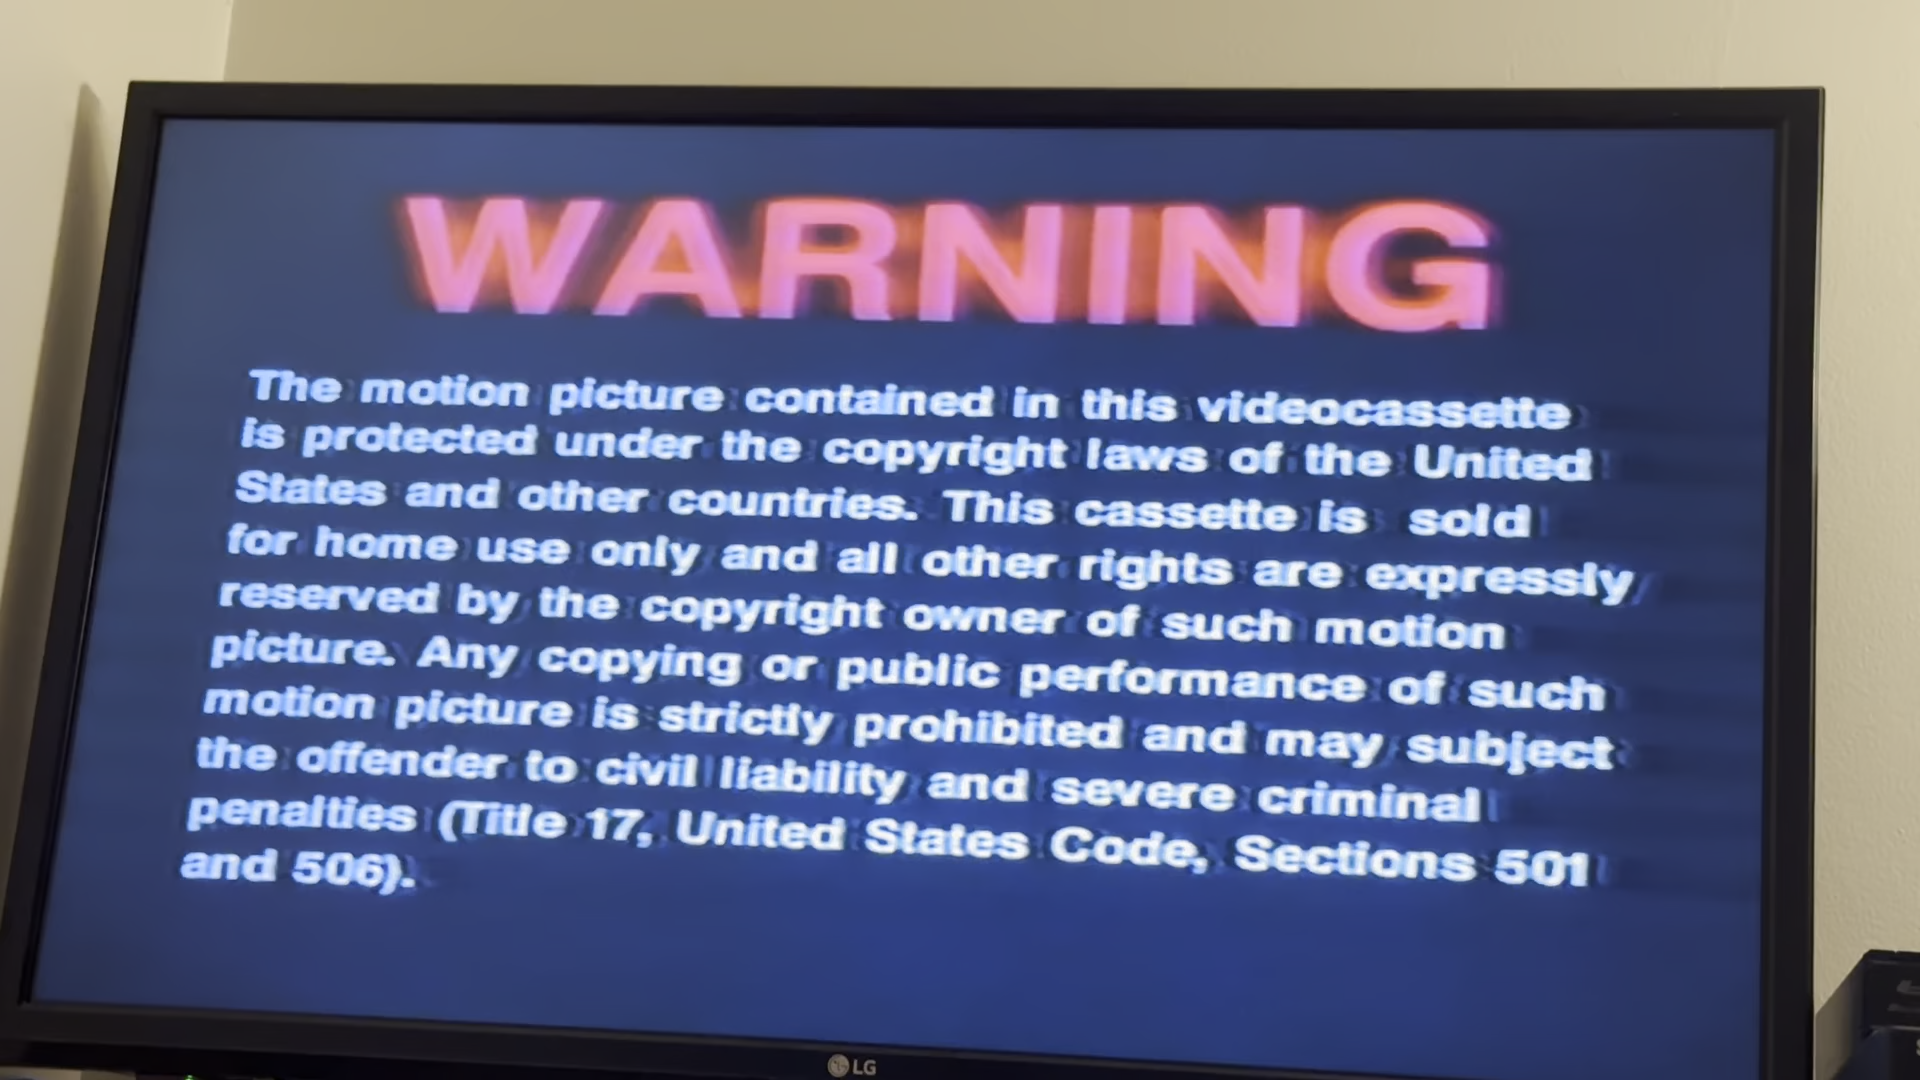 WARNING
The motion picture contained in this videocassette
is protected under the copyright laws of the United
States and other countries. This cassette is sold
for home use only and all other rights are expressly
reserved by the copyright owner of such motion
picture. Any copying or public performance of such
motion picture is strictly prohibited and may subject
the offender to civil liability and severe criminal
penalties (Title 17, United States Code, Sections 501
and 506).
LG